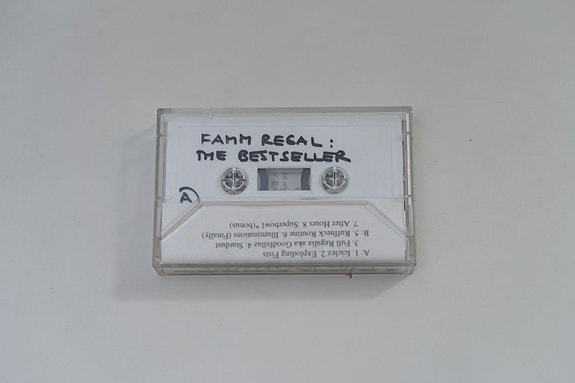 FAMM REGAL:
THE BESTSELLER
A
A: 1. Iciclez 2. Exploding Fists
3. Full Regalia aka Goodfellaz 4. Stardust
B: 5. Ruffneck Routine 6. Illuminations (Finally)
7. After Hours 8. Superbowl *(bonus)